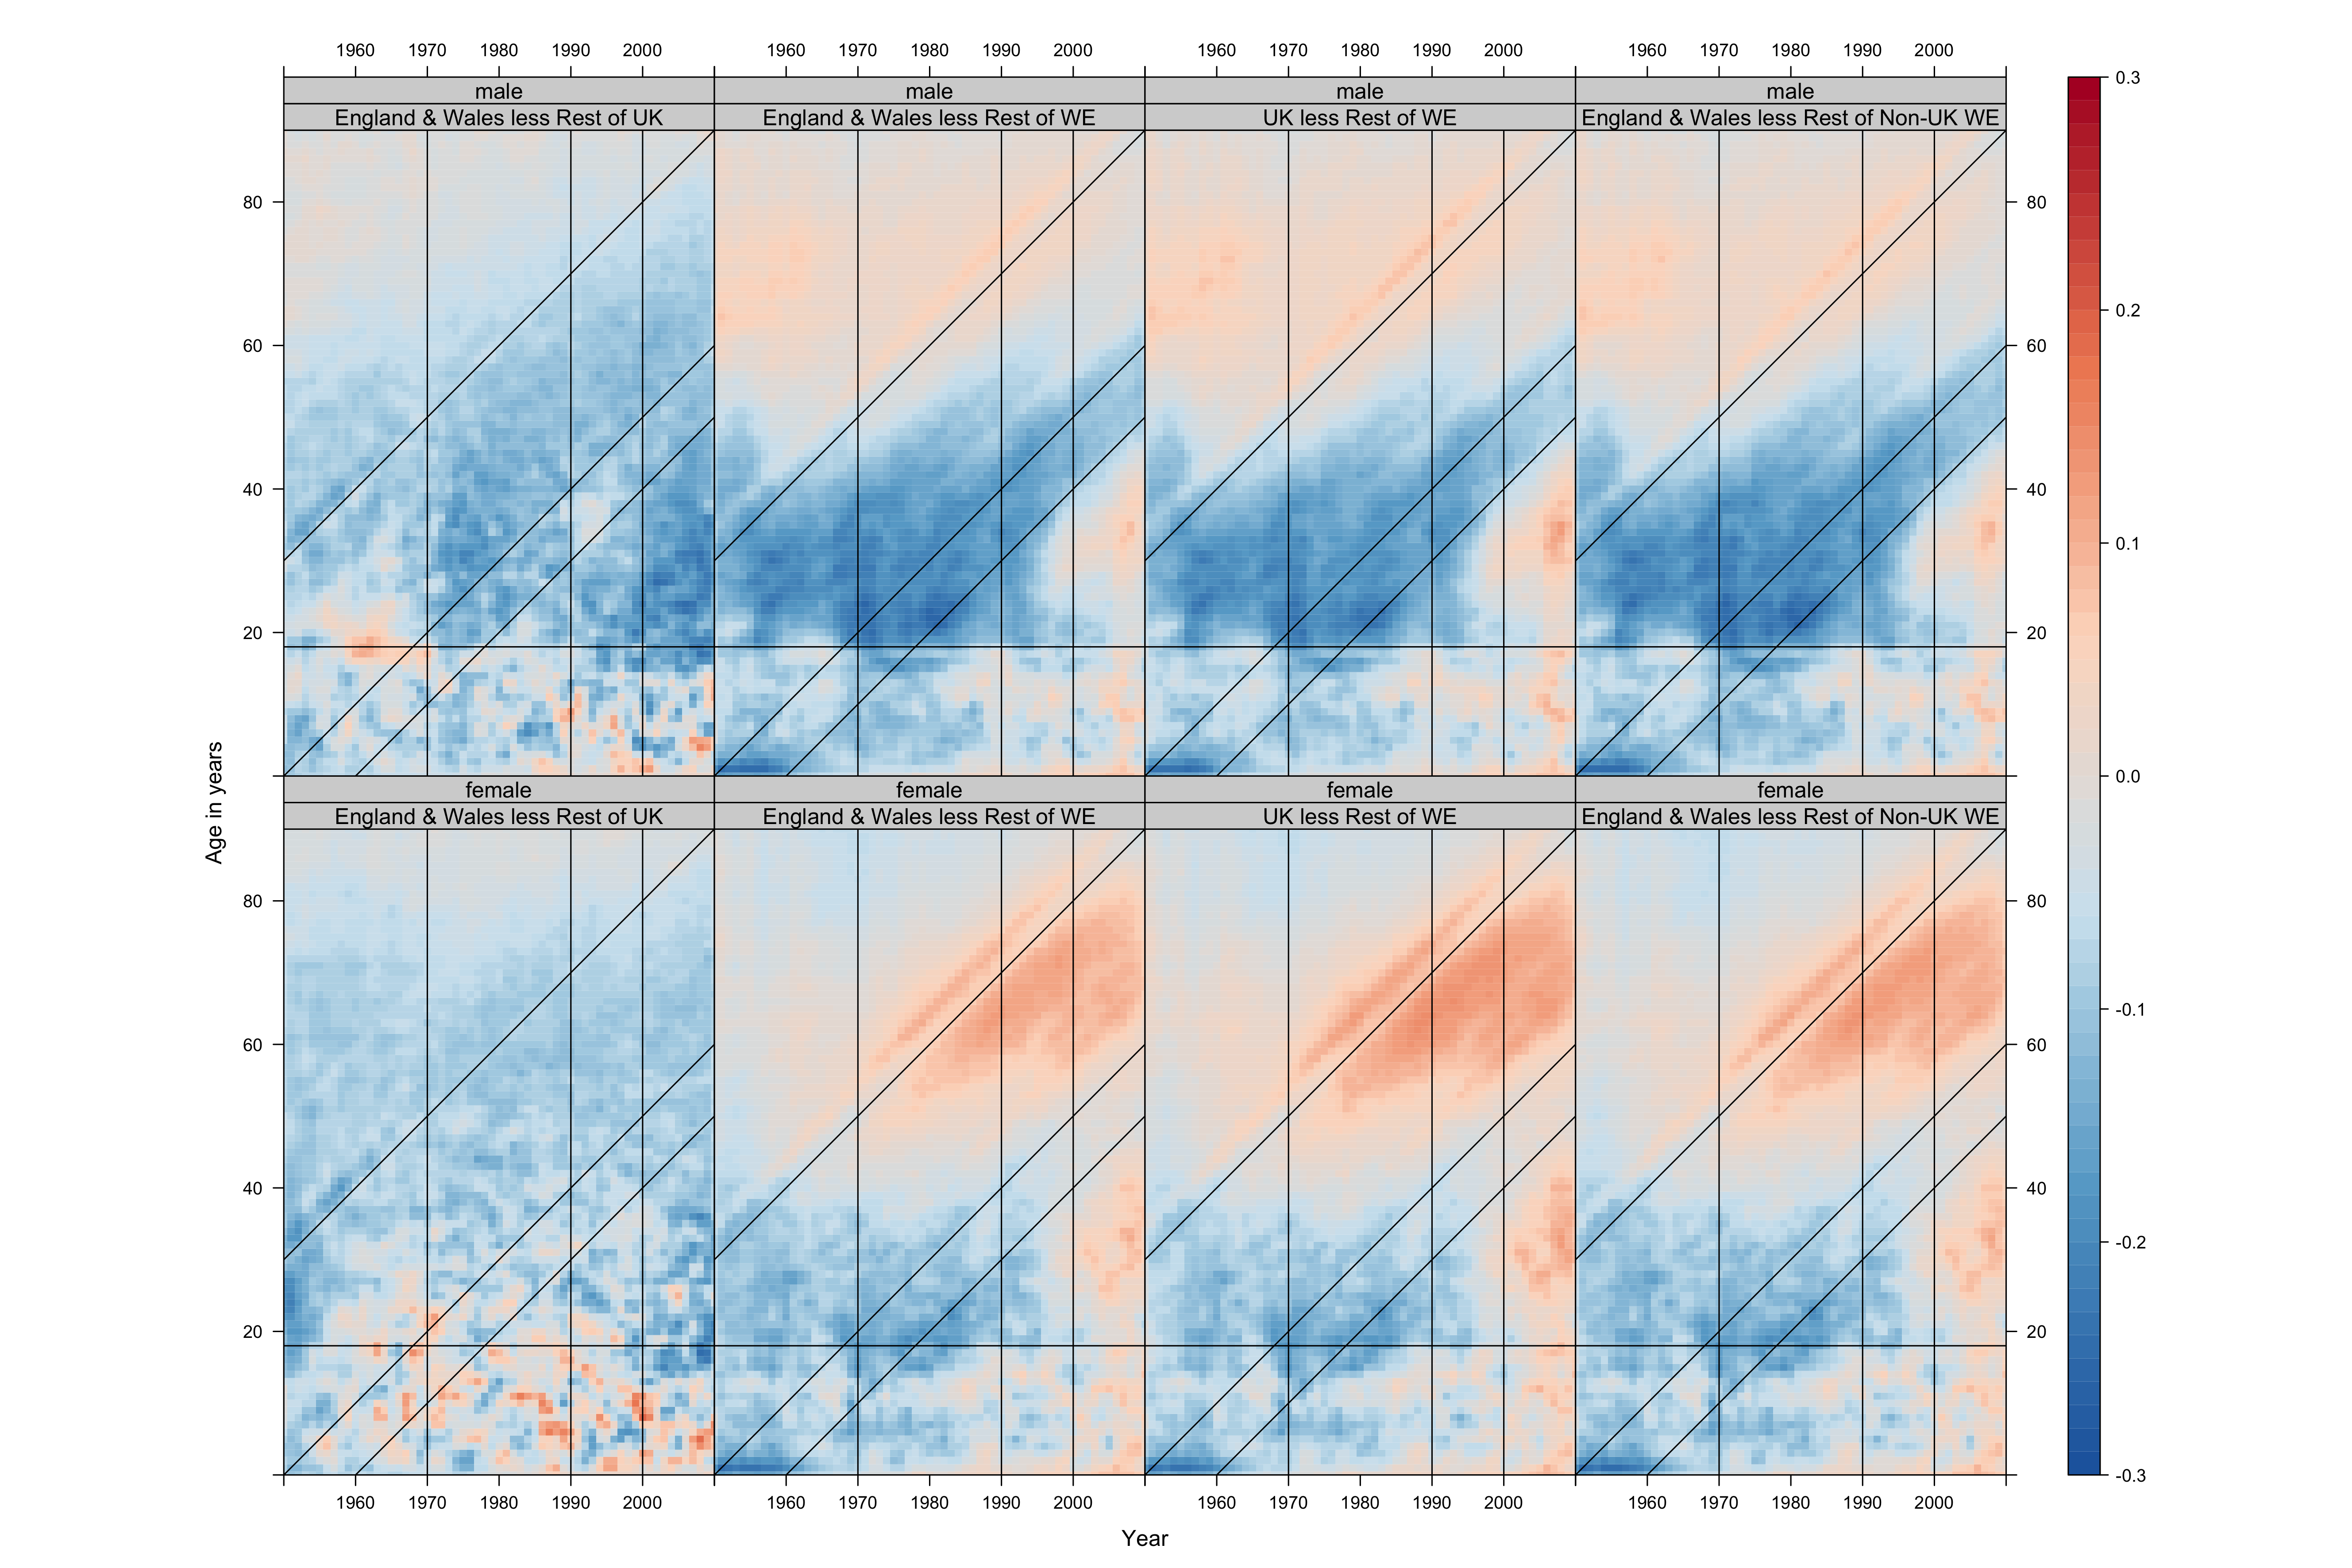 1960 1970 1980 1990 2000 1960 1970 1980 1990 2000 1960 1970 1980 1990 2000 1960 1970 1980 1990 2000
male male male male
England & Wales less Rest of UK England & Wales less Rest of WE UK less Rest of WE England & Wales less Rest of Non-UK WE
80 80
60 60
40 40
20 20
female female female female
England & Wales less Rest of UK England & Wales less Rest of WE UK less Rest of WE England & Wales less Rest of Non-UK WE
80 80
60 60
40 40
20 20
1960 1970 1980 1990 2000 1960 1970 1980 1990 2000 1960 1970 1980 1990 2000 1960 1970 1980 1990 2000
Age in years
Year
0.3
0.2
0.1
0.0
-0.1
-0.2
-0.3